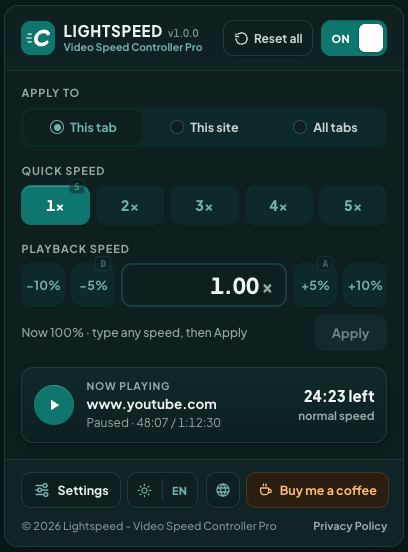 LIGHTSPEED v1.0.0
Video Speed Controller Pro
Reset all
ON
APPLY TO
This tab This site All tabs
QUICK SPEED
S
1× 2× 3× 4× 5×
PLAYBACK SPEED
D A
−10% −5% 1.00 × +5% +10%
Now 100% · type any speed, then Apply
Apply
NOW PLAYING
www.youtube.com
Paused · 48:07 / 1:12:30
24:23 left
normal speed
Settings EN Buy me a coffee
© 2026 Lightspeed - Video Speed Controller Pro Privacy Policy